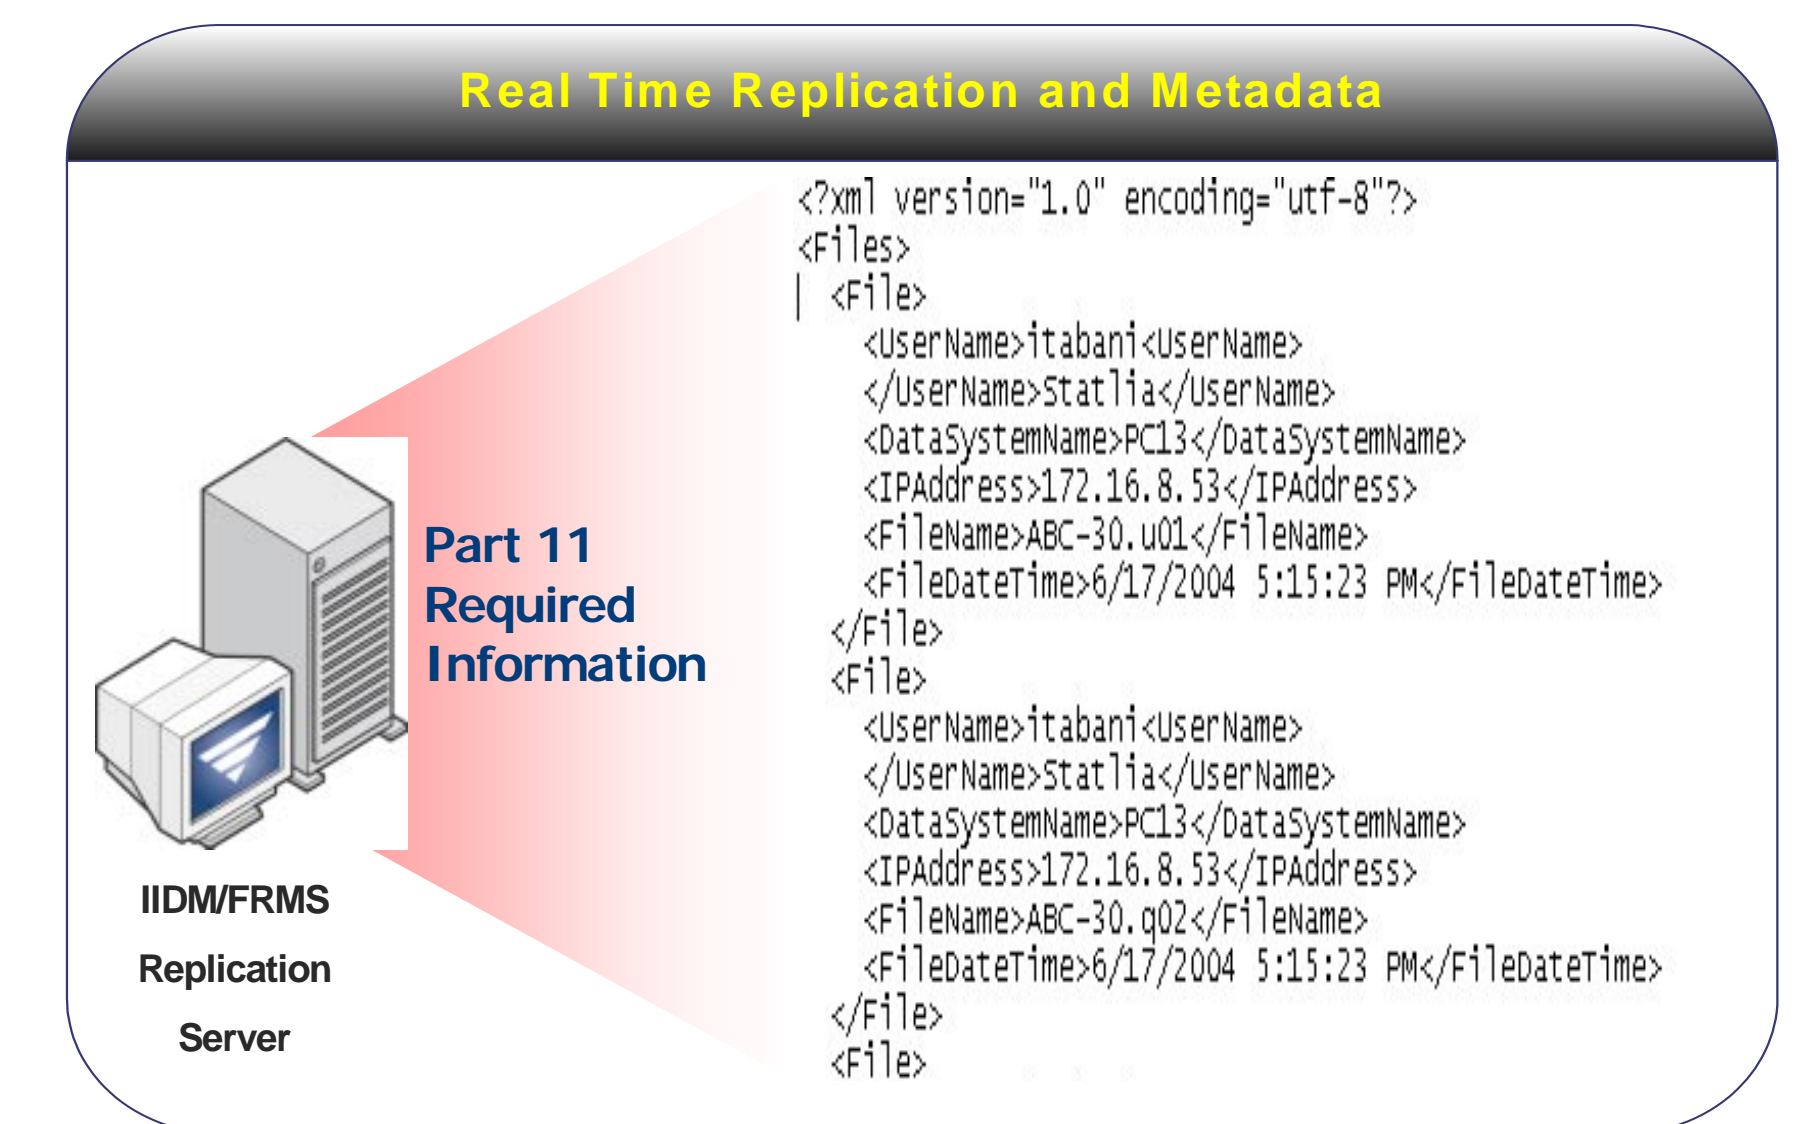 Real Time Replication and Metadata
Part 11
Required
Information
IIDM/FRMS
Replication
Server
<?xml version="1.0" encoding="utf-8"?>
<Files>
| <File>
<UserName>itabani<UserName>
</UserName>Statlia</UserName>
<DataSystemName>PC13</DataSystemName>
<IPAddress>172.16.8.53</IPAddress>
<FileName>ABC-30.u01</FileName>
<FileDateTime>6/17/2004 5:15:23 PM</FileDateTime>
</File>
<File>
<UserName>itabani<UserName>
</UserName>Statlia</UserName>
<DataSystemName>PC13</DataSystemName>
<IPAddress>172.16.8.53</IPAddress>
<FileName>ABC-30.q02</FileName>
<FileDateTime>6/17/2004 5:15:23 PM</FileDateTime>
</File>
<File>